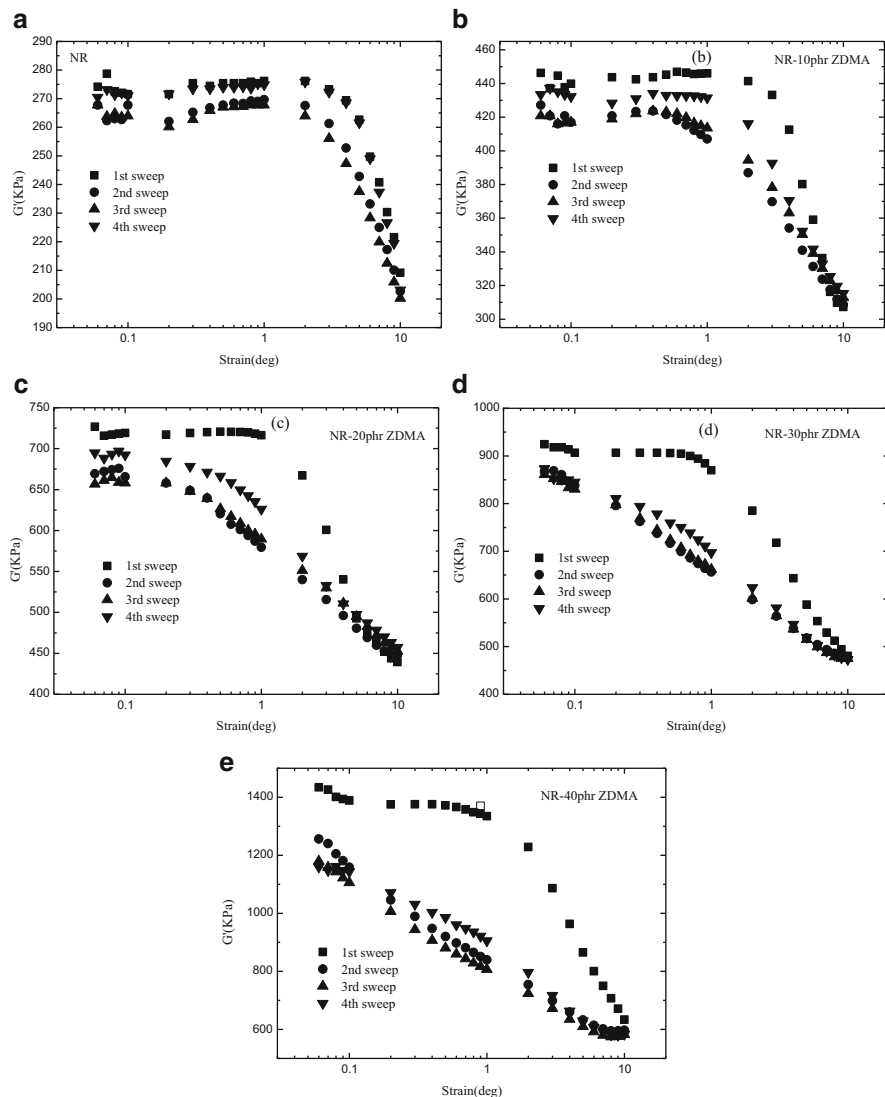 a
NR
290
280
270
260
250
240
230
220
210
200
190
G'(KPa)
1st sweep
2nd sweep
3rd sweep
4th sweep
0.1
1
10
Strain(deg)
b
(b)
NR-10phr ZDMA
460
440
420
400
380
360
340
320
300
G'(KPa)
1st sweep
2nd sweep
3rd sweep
4th sweep
0.1
1
10
Strain(deg)
c
(c)
NR-20phr ZDMA
750
700
650
600
550
500
450
400
G'(KPa)
1st sweep
2nd sweep
3rd sweep
4th sweep
0.1
1
10
Strain(deg)
d
(d)
NR-30phr ZDMA
1000
900
800
700
600
500
400
G'(KPa)
1st sweep
2nd sweep
3rd sweep
4th sweep
0.1
1
10
Strain(deg)
e
NR-40phr ZDMA
1400
1200
1000
800
600
G'(KPa)
1st sweep
2nd sweep
3rd sweep
4th sweep
0.1
1
10
Strain(deg)